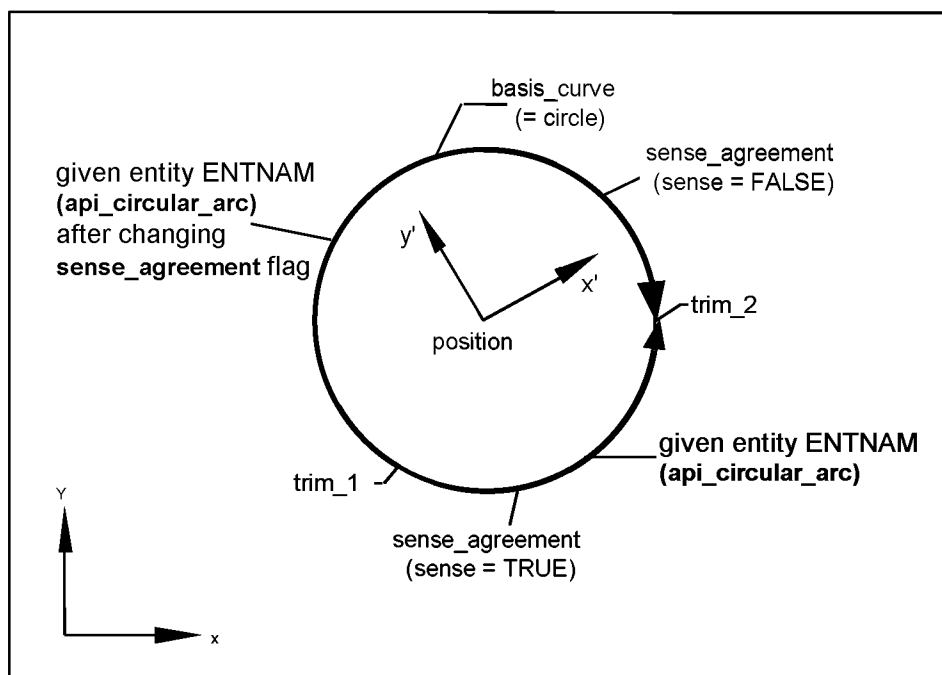 basis_curve
(= circle)
sense_agreement
(sense = FALSE)
given entity ENTNAM
(api_circular_arc)
after changing
sense_agreement flag
y'
x'
trim_2
position
given entity ENTNAM
(api_circular_arc)
trim_1
Y
sense_agreement
(sense = TRUE)
x